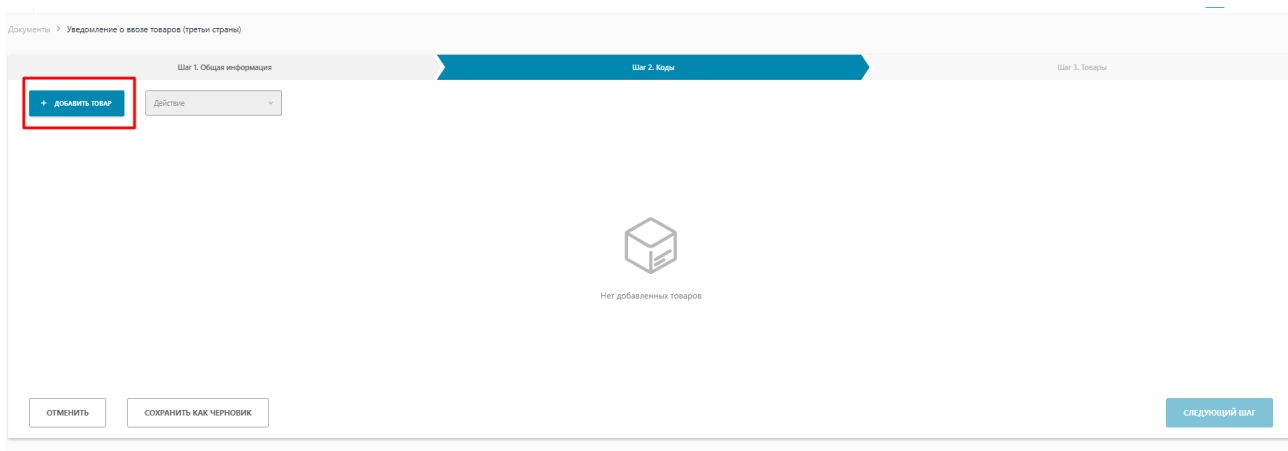 Документы > Уведомление о ввозе товаров (третьи страны)
Шаг 1. Общая информация
Шаг 2. Коды
Шаг 3. Товары
+ ДОБАВИТЬ ТОВАР
Действие
Нет добавленных товаров
ОТМЕНИТЬ
СОХРАНИТЬ КАК ЧЕРНОВИК
СЛЕДУЮЩИЙ ШАГ